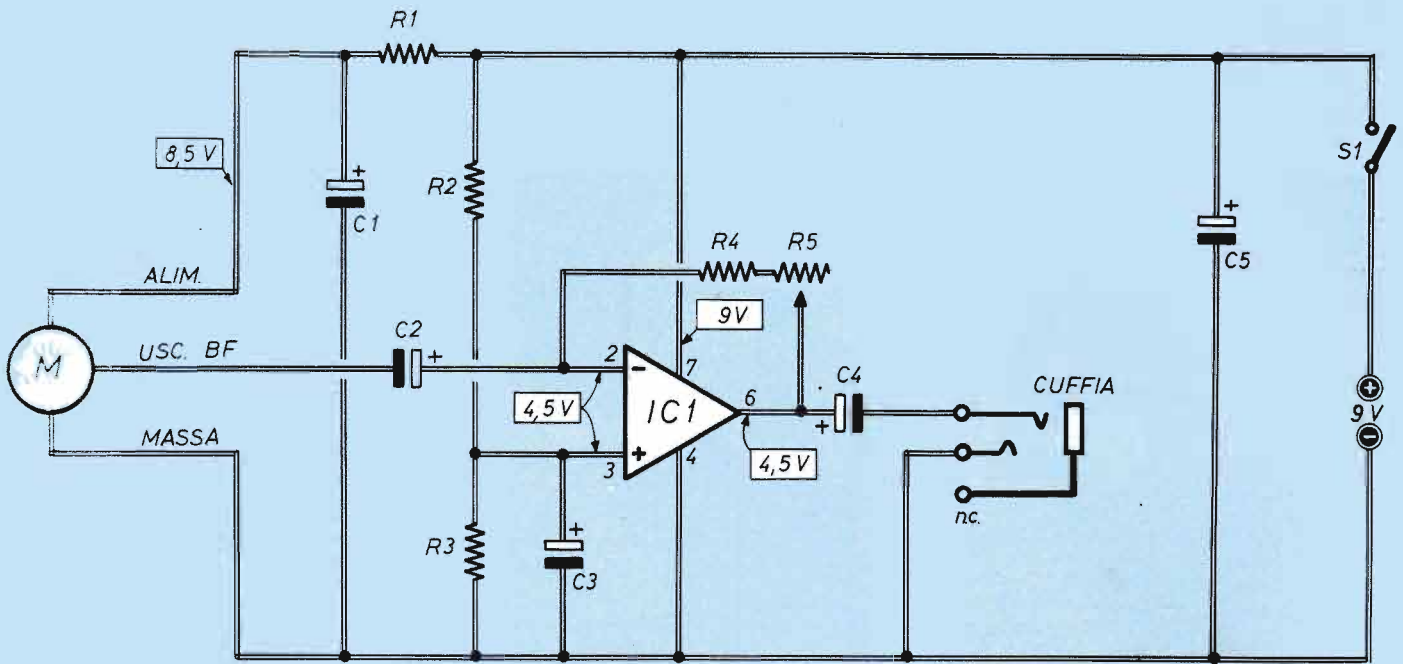 R1
8,5 V
+
C1
R2
S1
+
C5
R4 R5
ALIM.
9V
C2
M
USC. BF
+
2
−
7
4,5 V
IC1
6
C4
+
CUFFIA
+
9 V
−
MASSA
+
3
4
4,5 V
n.c.
R3
+
C3